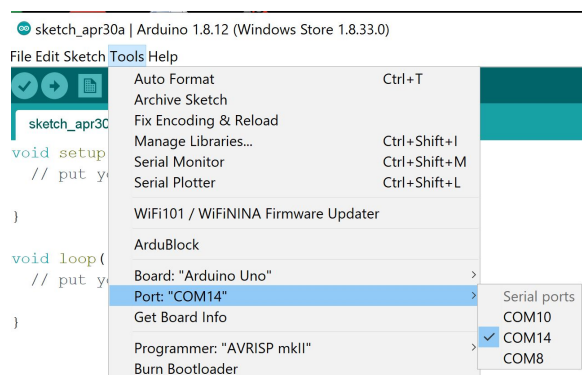 sketch_apr30a | Arduino 1.8.12 (Windows Store 1.8.33.0)
File Edit Sketch Tools Help
sketch_apr30
Auto Format Ctrl+T
Archive Sketch
Fix Encoding & Reload
Manage Libraries... Ctrl+Shift+I
Serial Monitor Ctrl+Shift+M
Serial Plotter Ctrl+Shift+L
WiFi101 / WiFiNINA Firmware Updater
ArduBlock
Board: "Arduino Uno"
Port: "COM14"
Get Board Info
Programmer: "AVRISP mkII"
Burn Bootloader
Serial ports
COM10
COM14
COM8
void setup
// put y
}
void loop(
// put y
}